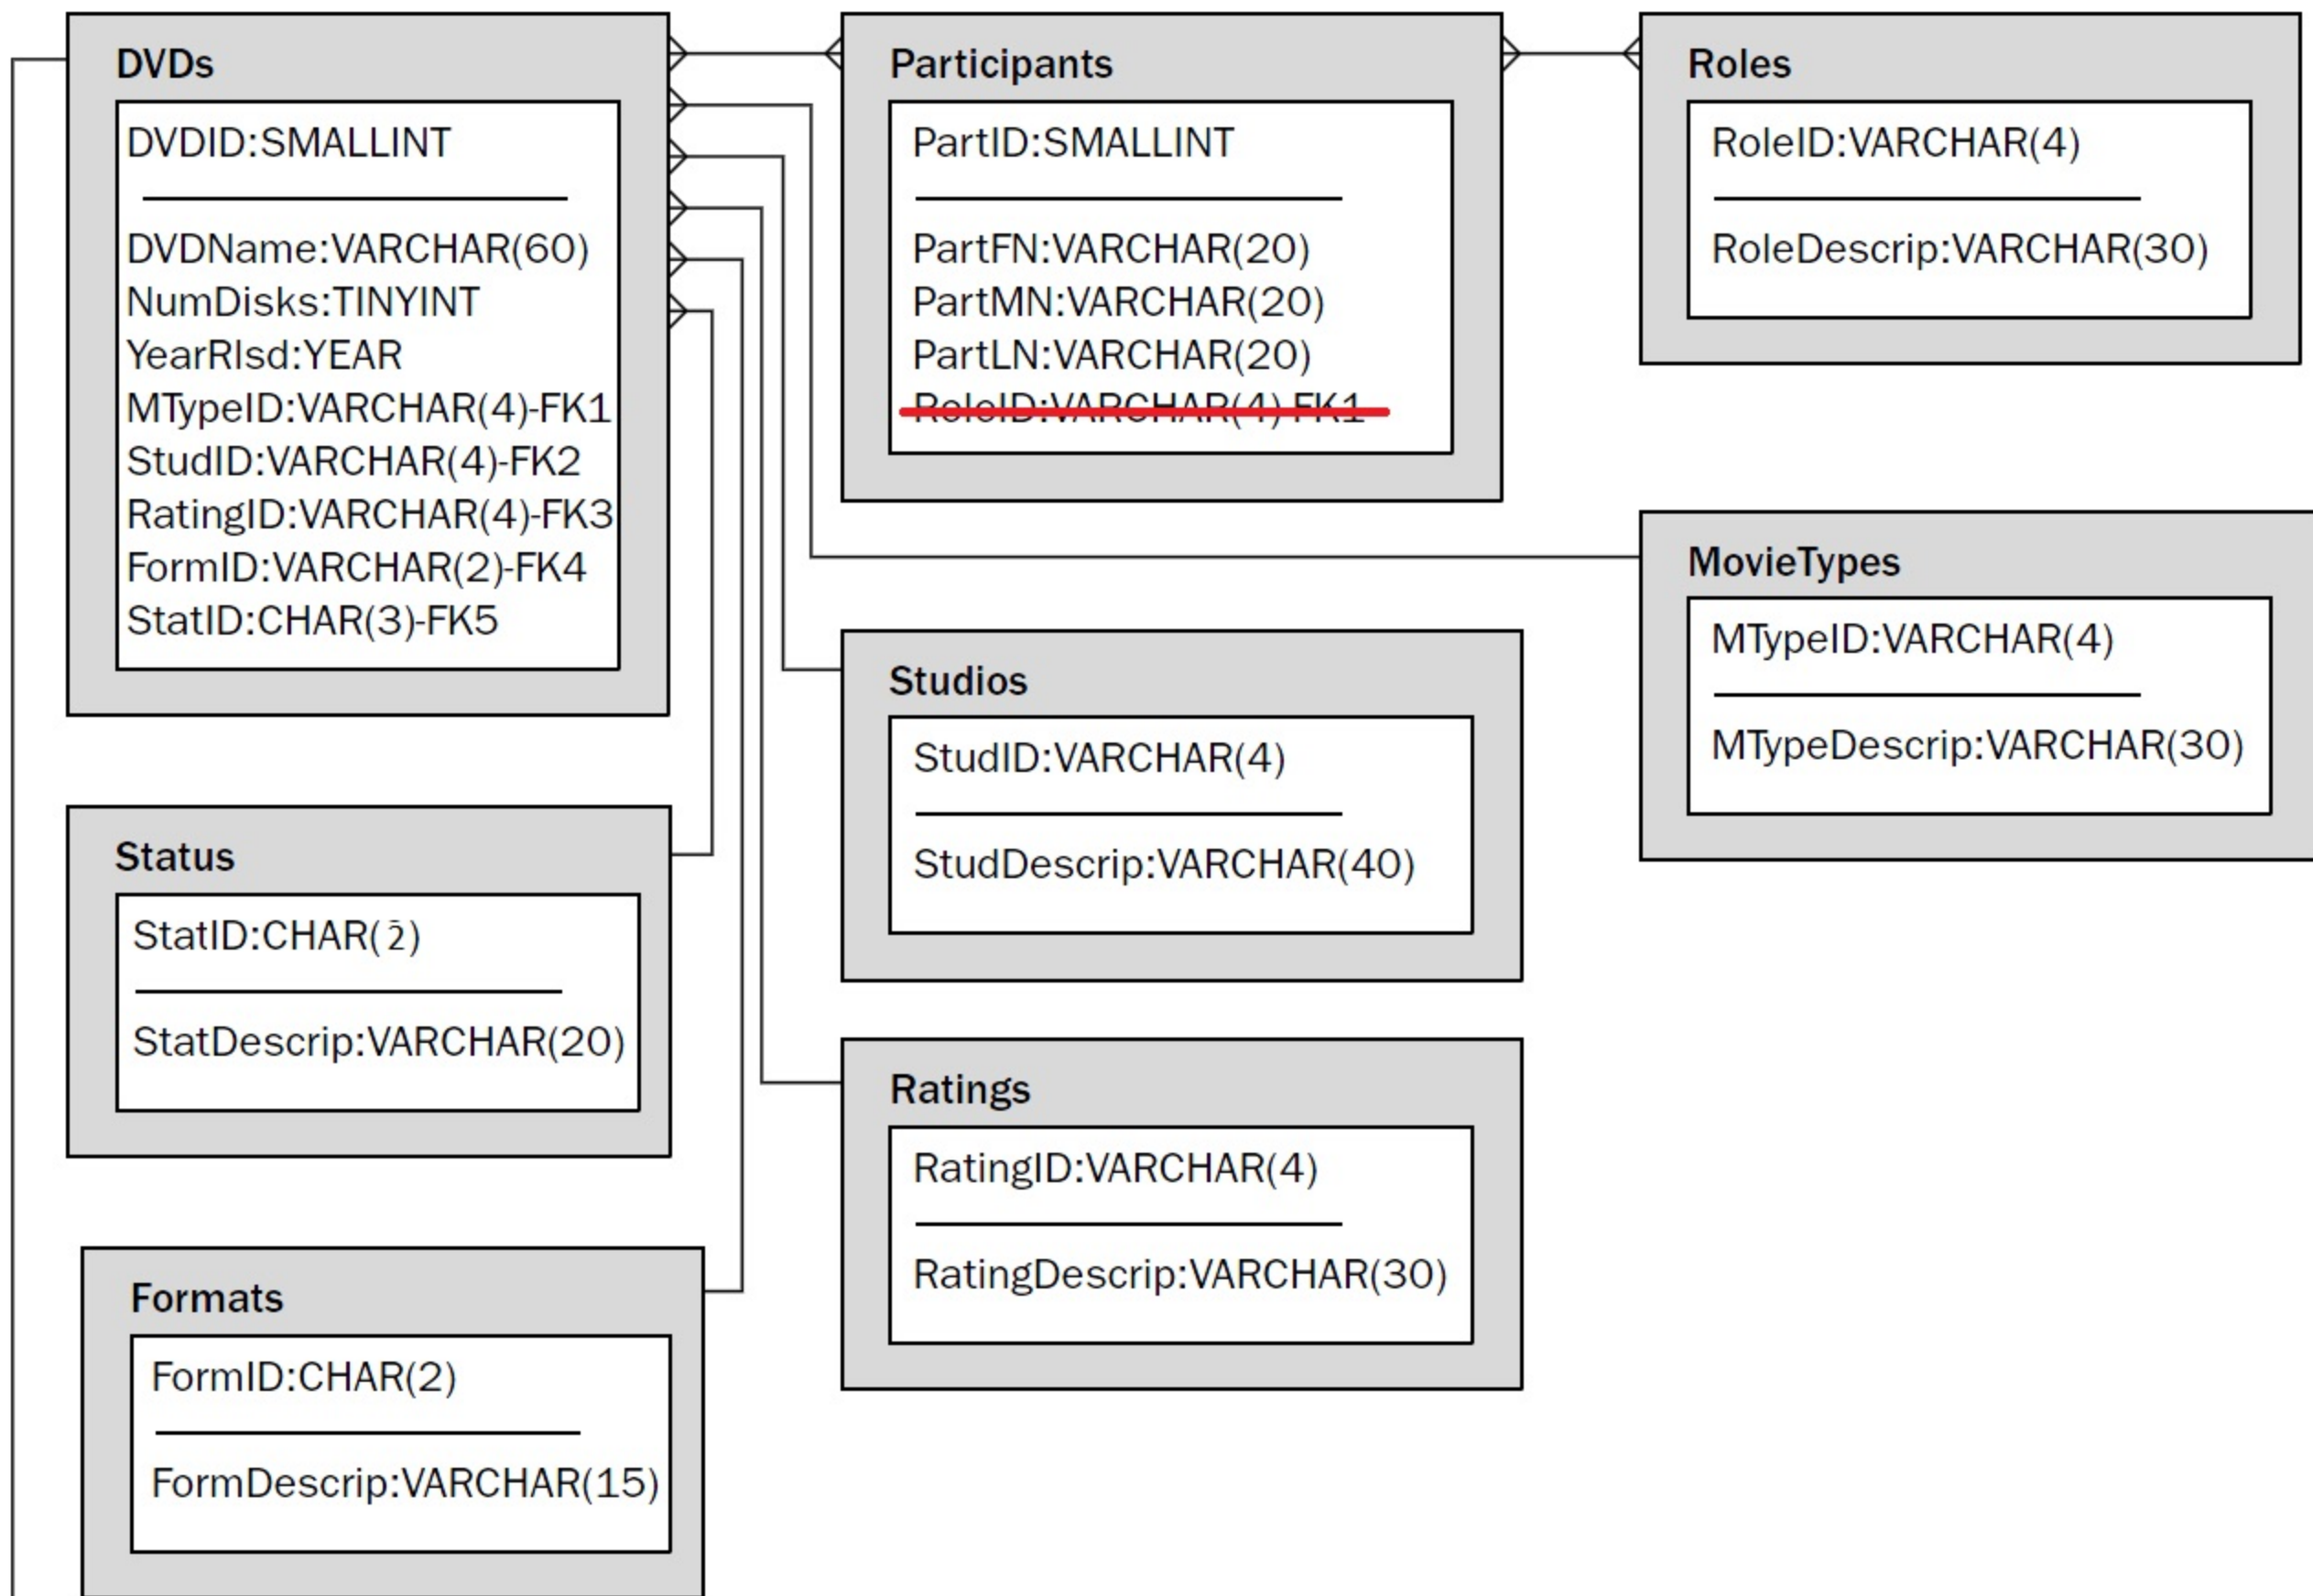 DVDs
DVDID:SMALLINT
DVDName:VARCHAR(60)
NumDisks:TINYINT
YearRlsd:YEAR
MTypeID:VARCHAR(4)-FK1
StudID:VARCHAR(4)-FK2
RatingID:VARCHAR(4)-FK3
FormID:VARCHAR(2)-FK4
StatID:CHAR(3)-FK5
Participants
PartID:SMALLINT
PartFN:VARCHAR(20)
PartMN:VARCHAR(20)
PartLN:VARCHAR(20)
RoleID:VARCHAR(4)-FK1
Roles
RoleID:VARCHAR(4)
RoleDescrip:VARCHAR(30)
MovieTypes
MTypeID:VARCHAR(4)
MTypeDescrip:VARCHAR(30)
Studios
StudID:VARCHAR(4)
StudDescrip:VARCHAR(40)
Status
StatID:CHAR(2)
StatDescrip:VARCHAR(20)
Ratings
RatingID:VARCHAR(4)
RatingDescrip:VARCHAR(30)
Formats
FormID:CHAR(2)
FormDescrip:VARCHAR(15)